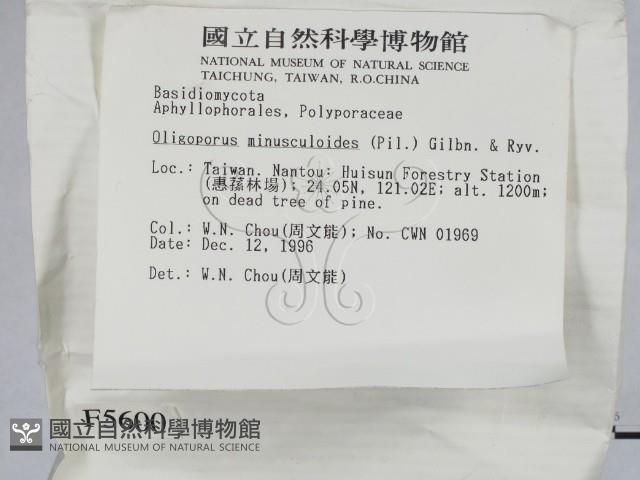 國立自然科學博物館
NATIONAL MUSEUM OF NATURAL SCIENCE
TAICHUNG, TAIWAN, R.O.CHINA
Basidiomycota
Aphyllophorales, Polyporaceae
Oligoporus minusculoides (Pil.) Gilbn. & Ryv.
Loc.: Taiwan. Nantou: Huisun Forestry Station
(惠蓀林場); 24.05N, 121.02E; alt. 1200m;
on dead tree of pine.
Col.: W.N. Chou(周文能); No. CWN 01969
Date: Dec. 12, 1996
Det.: W.N. Chou(周文能)
F5600
國立自然科學博物館
NATIONAL MUSEUM OF NATURAL SCIENCE
5